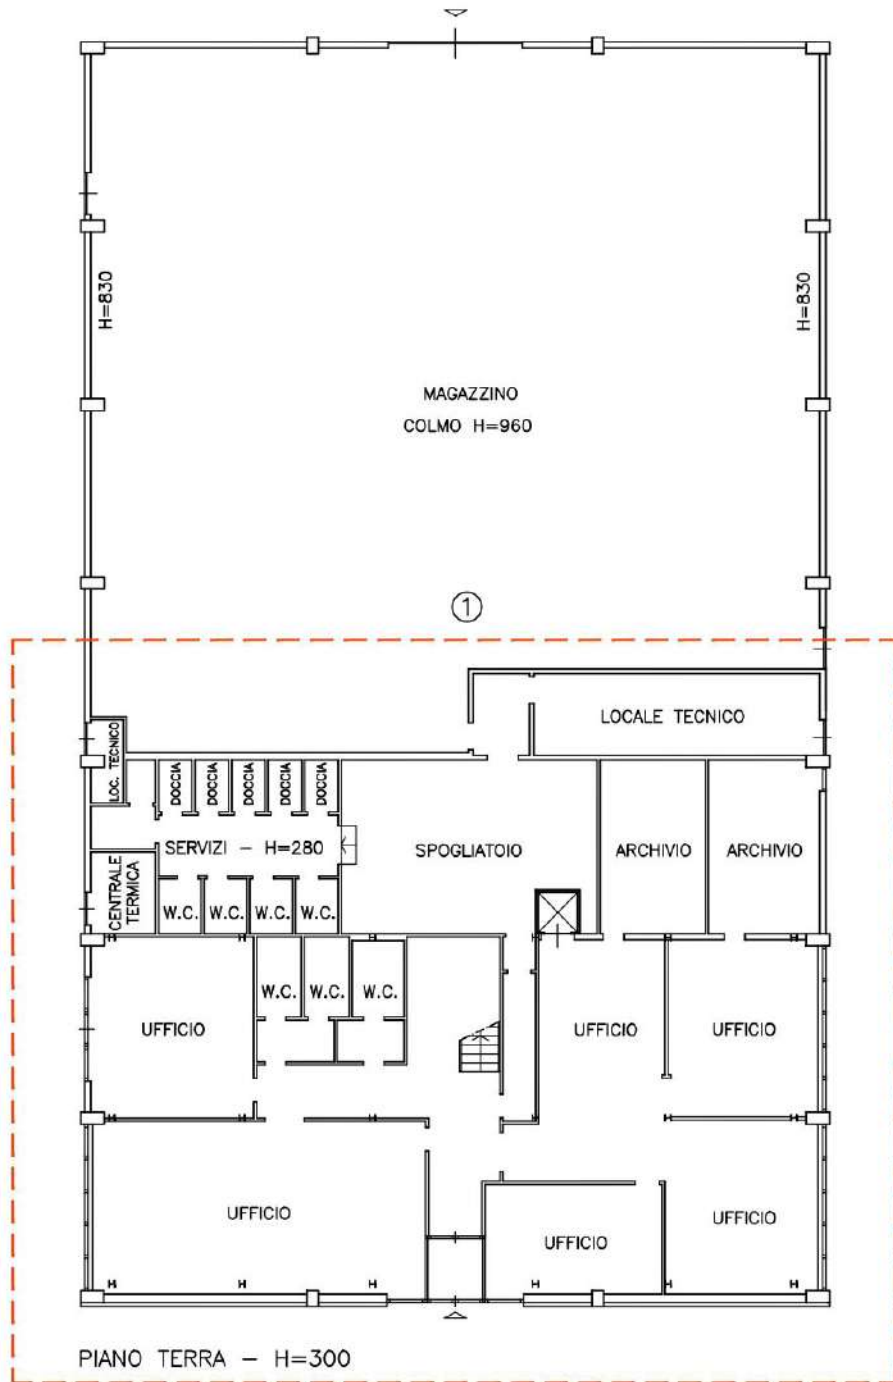 H=830
H=830
MAGAZZINO
COLMO H=960
1
LOCALE TECNICO
LOC. TECNICO
DOCCIA
DOCCIA
DOCCIA
DOCCIA
DOCCIA
SERVIZI - H=280
SPOGLIATOIO
ARCHIVIO
ARCHIVIO
CENTRALE
TERMICA
W.C.
W.C.
W.C.
W.C.
W.C.
W.C.
W.C.
UFFICIO
UFFICIO
UFFICIO
UFFICIO
UFFICIO
UFFICIO
PIANO TERRA - H=300